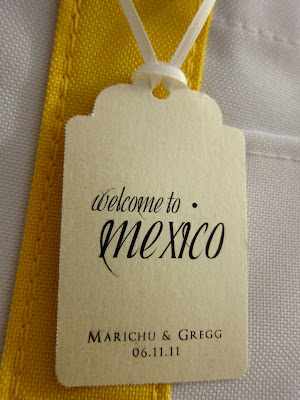 welcome to
mexico
MARICHU & GREGG
06.11.11